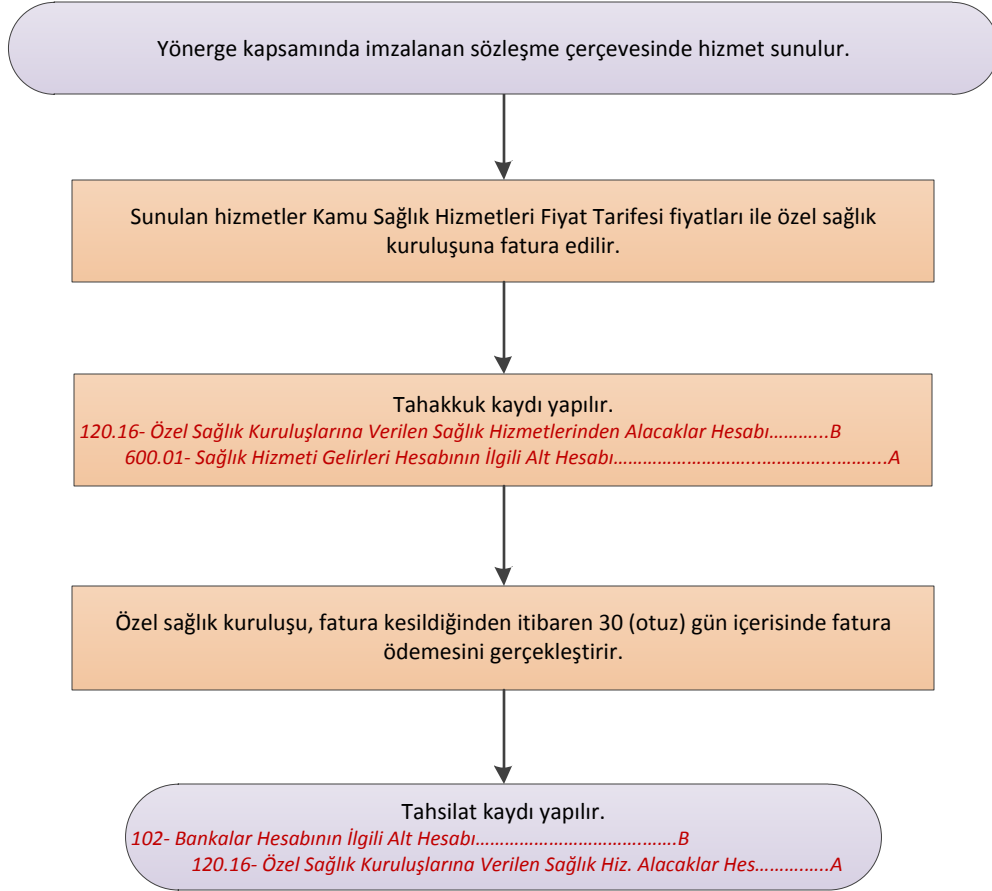 Yönerge kapsamında imzalanan sözleşme çerçevesinde hizmet sunulur.
Sunulan hizmetler Kamu Sağlık Hizmetleri Fiyat Tarifesi fiyatları ile özel sağlık
kuruluşuna fatura edilir.
Tahakkuk kaydı yapılır.
120.16- Özel Sağlık Kuruluşlarına Verilen Sağlık Hizmetlerinden Alacaklar Hesabı………...B
600.01- Sağlık Hizmeti Gelirleri Hesabının İlgili Alt Hesabı………………………...…………...……....A
Özel sağlık kuruluşu, fatura kesildiğinden itibaren 30 (otuz) gün içerisinde fatura
ödemesini gerçekleştirir.
Tahsilat kaydı yapılır.
102- Bankalar Hesabının İlgili Alt Hesabı…………………………….…….B
120.16- Özel Sağlık Kuruluşlarına Verilen Sağlık Hiz. Alacaklar Hes……..…..A